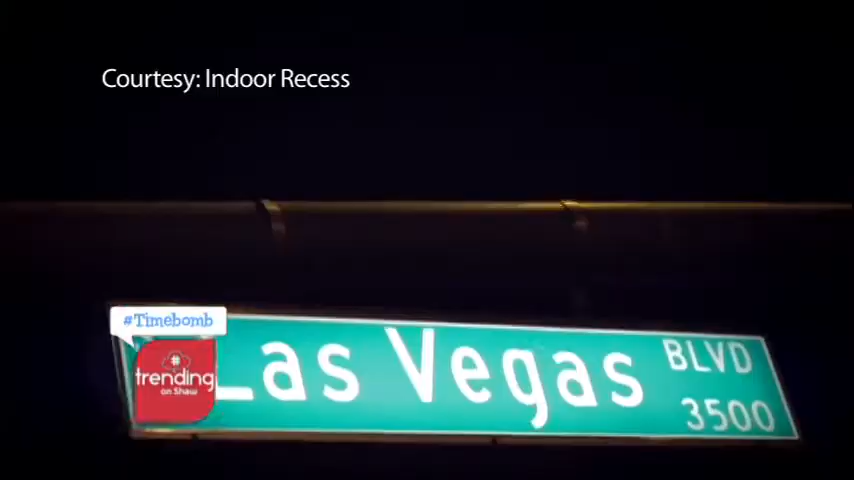 Courtesy: Indoor Recess
#Timebomb
trending
on Shaw
Las Vegas BLVD
3500